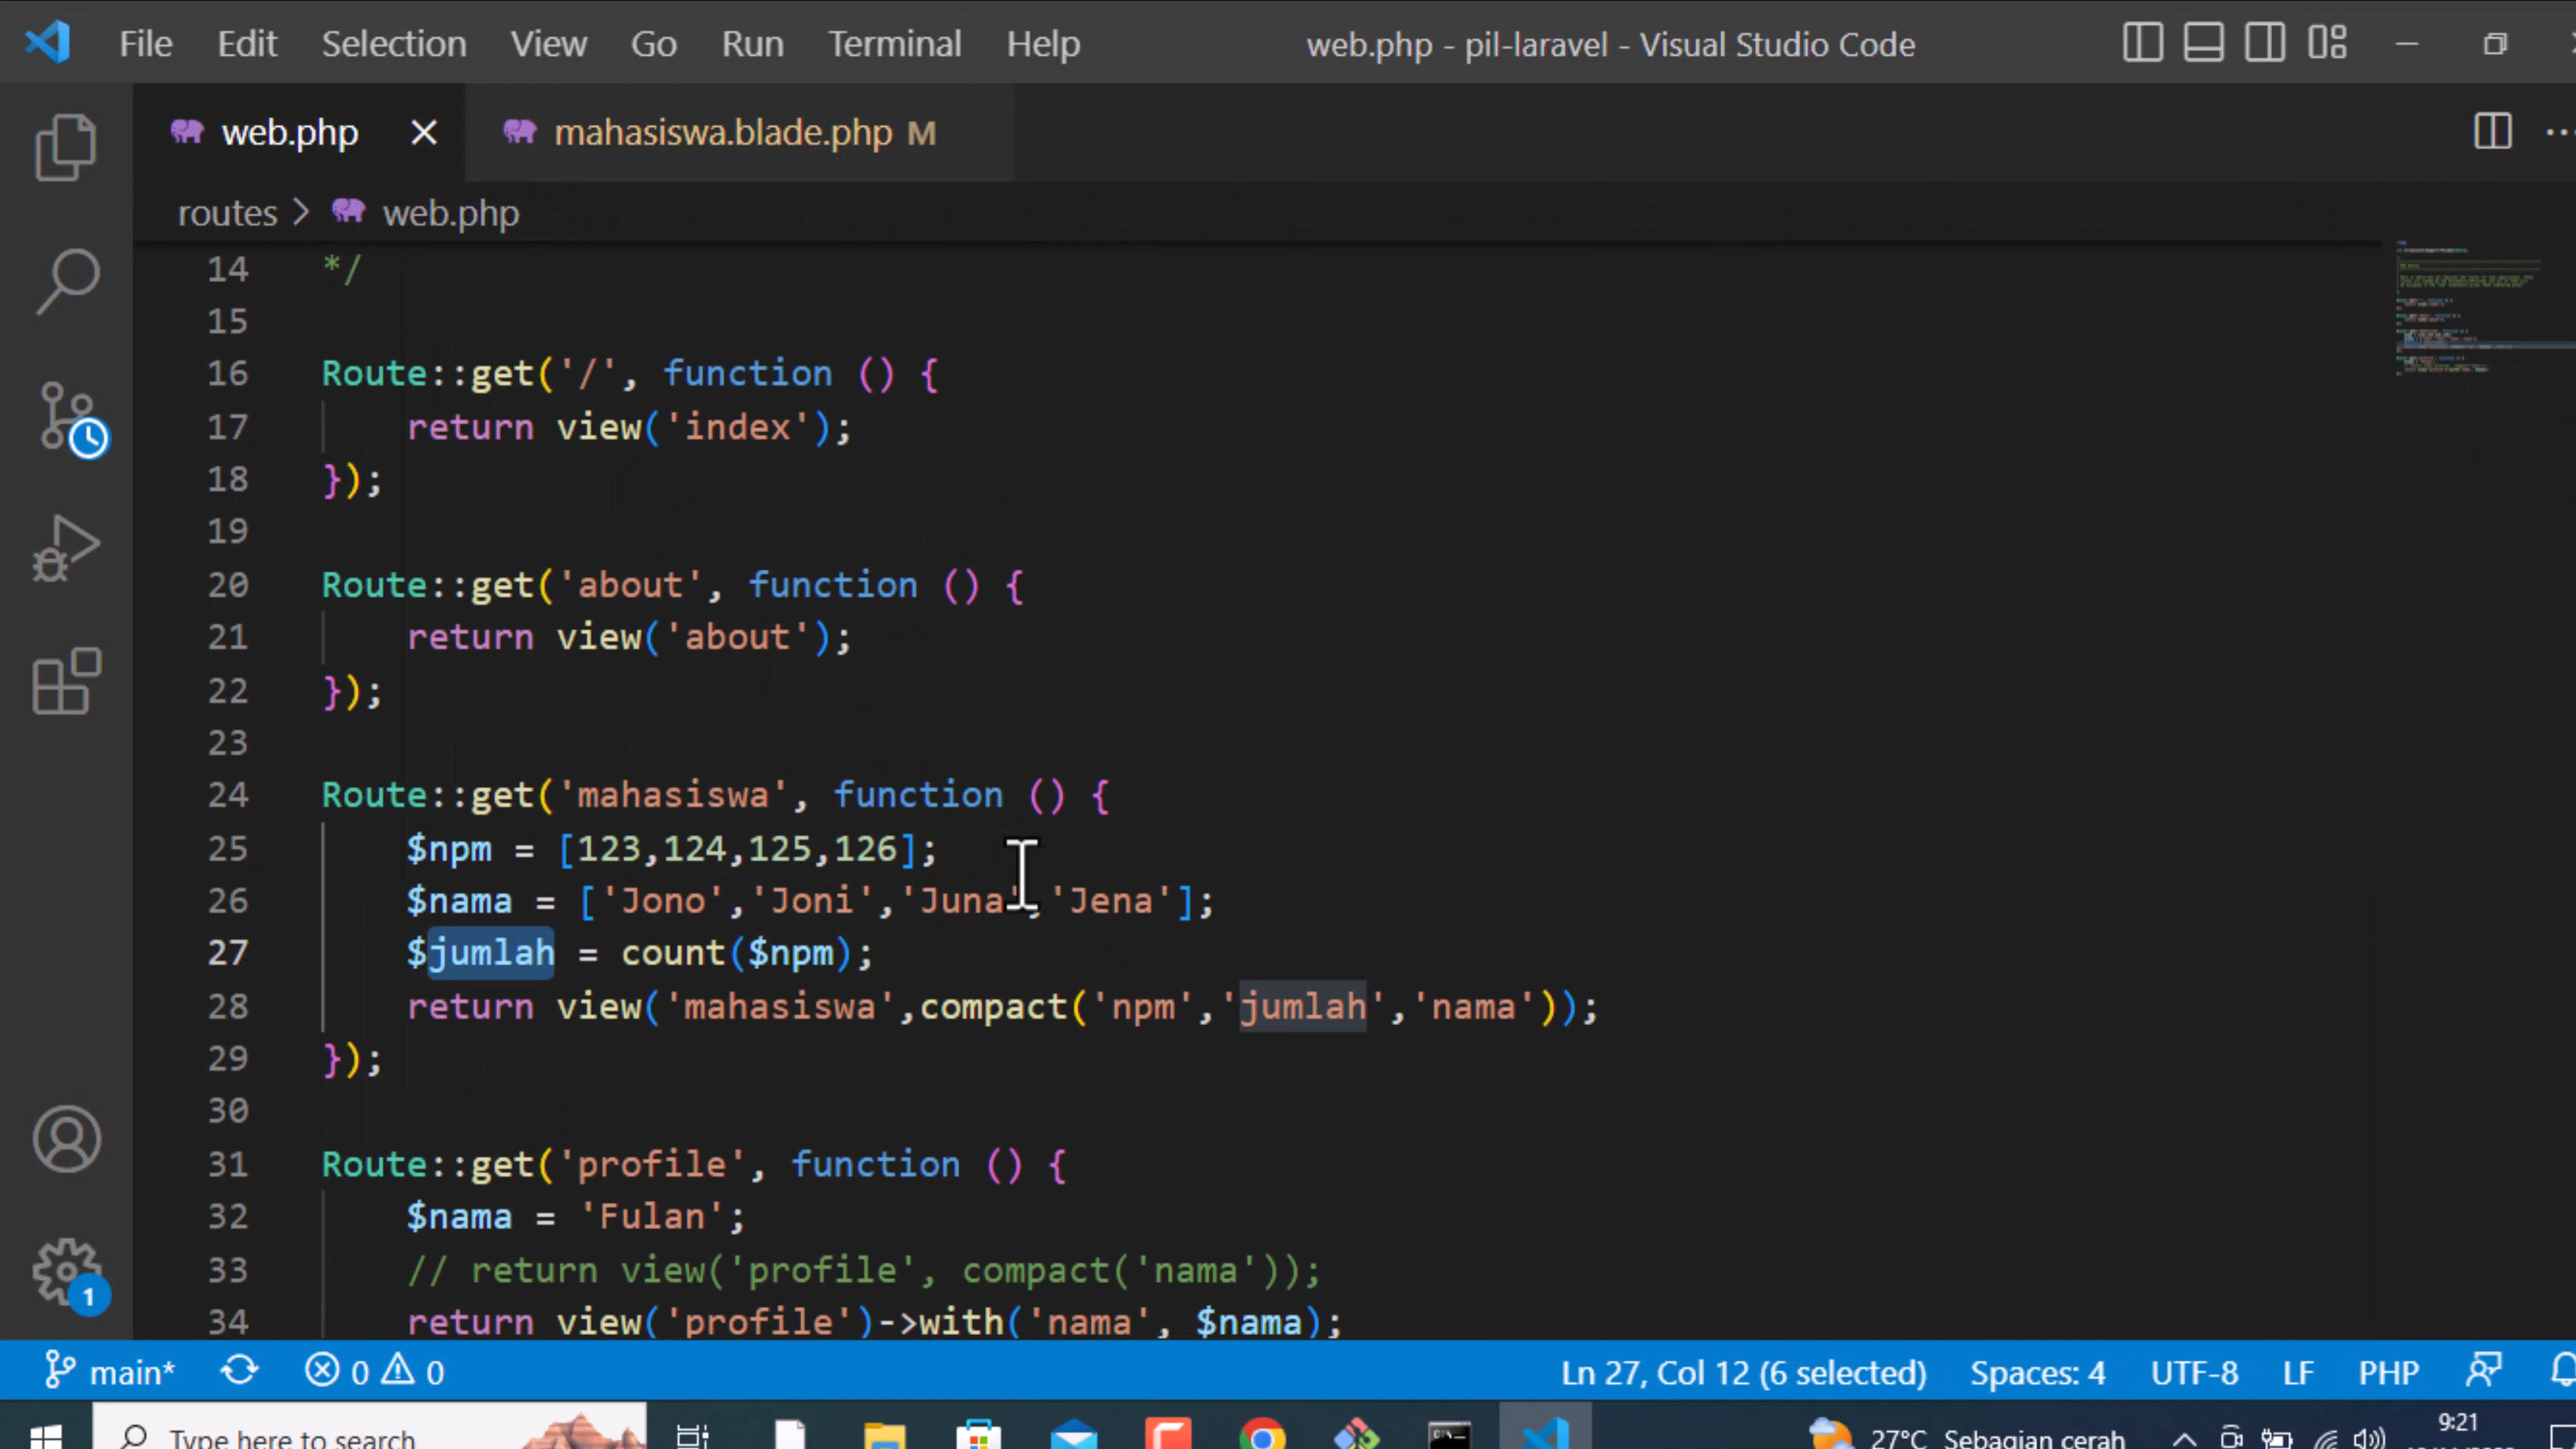 File Edit Selection View Go Run Terminal Help web.php - pil-laravel - Visual Studio Code
web.php mahasiswa.blade.php M
routes > web.php
14 */
15
16 Route::get('/', function () {
17 return view('index');
18 });
19
20 Route::get('about', function () {
21 return view('about');
22 });
23
24 Route::get('mahasiswa', function () {
25 $npm = [123,124,125,126];
26 $nama = ['Jono','Joni','Juna','Jena'];
27 $jumlah = count($npm);
28 return view('mahasiswa',compact('npm','jumlah','nama'));
29 });
30
31 Route::get('profile', function () {
32 $nama = 'Fulan';
33 // return view('profile', compact('nama'));
34 return view('profile')->with('nama', $nama);
1
main* 0 0 Ln 27, Col 12 (6 selected) Spaces: 4 UTF-8 LF PHP
Type here to search 27°C Sebagian cerah 9:21